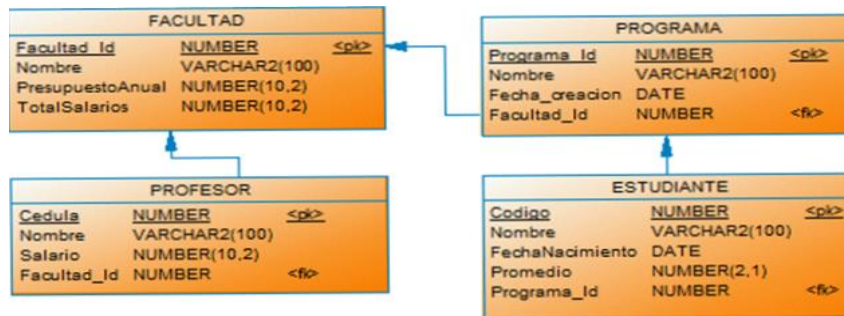 FACULTAD
Facultad_Id NUMBER <pk>
Nombre VARCHAR2(100)
PresupuestoAnual NUMBER(10,2)
TotalSalarios NUMBER(10,2)
PROGRAMA
Programa_Id NUMBER <pk>
Nombre VARCHAR2(100)
Fecha_creacion DATE
Facultad_Id NUMBER <fk>
PROFESOR
Cedula NUMBER <pk>
Nombre VARCHAR2(100)
Salario NUMBER(10,2)
Facultad_Id NUMBER <fk>
ESTUDIANTE
Codigo NUMBER <pk>
Nombre VARCHAR2(100)
FechaNacimiento DATE
Promedio NUMBER(2,1)
Programa_Id NUMBER <fk>